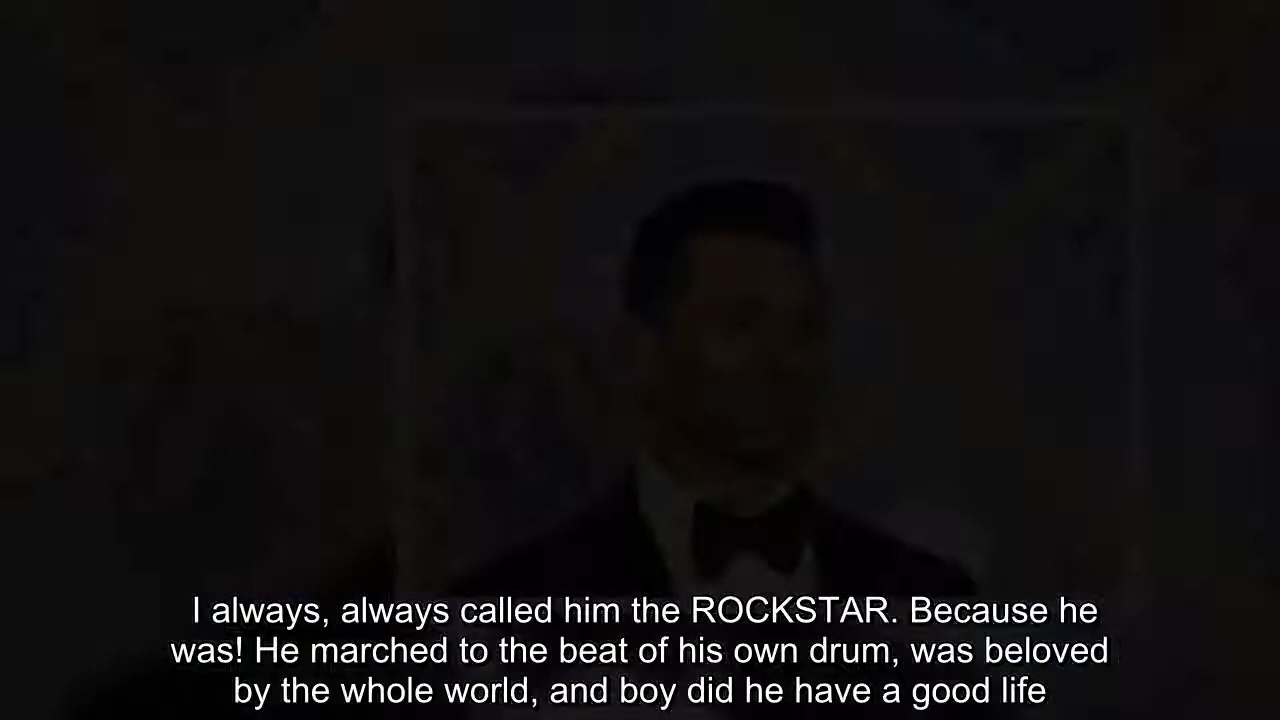 I always, always called him the ROCKSTAR. Because he
was! He marched to the beat of his own drum, was beloved
by the whole world, and boy did he have a good life